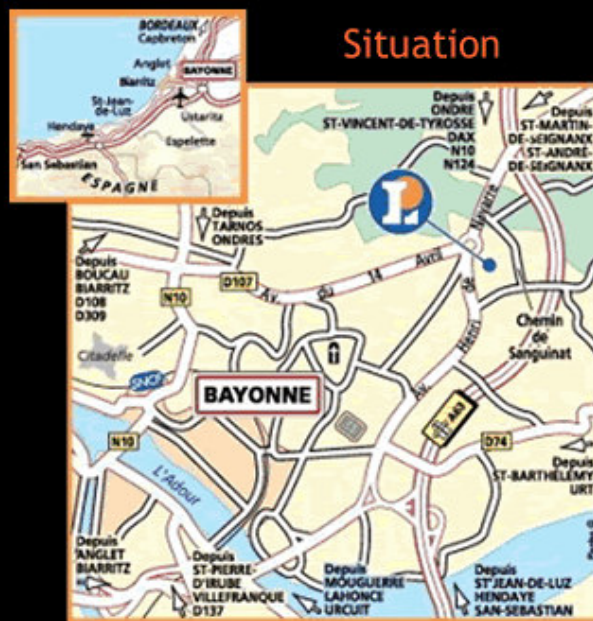 Situation
BORDEAUX
Capbreton
Anglet
BAYONNE
Biarritz
St-Jean-
de-Luz
Ustaritz
Hendaye
Espelette
San Sebastian
ESPAGNE
Depuis
ONDRE
ST-VINCENT-DE-TYROSSE
DAX
N10
N124
Depuis
ST-MARTIN-
DE-SEIGNANX
ST-ANDRÉ-
DE-SEIGNANX
L
Depuis
TARNOS
ONDRES
Depuis
BOUCAU
BIARRITZ
D108
D309
N10
D107
Av. du 14 Avril
Av. Henri de Navarre
Chemin
de
Sanguinat
Citadelle
SNCF
BAYONNE
A63
N10
D74
L'Adour
Depuis
ST-BARTHÉLEMY
URT
Depuis
ANGLET
BIARRITZ
Depuis
ST-PIERRE-
D'IRUBE
VILLEFRANQUE
D137
Depuis
MOUGUERRE
LAHONCE
URCUIT
Depuis
ST-JEAN-DE-LUZ
HENDAYE
SAN-SEBASTIAN